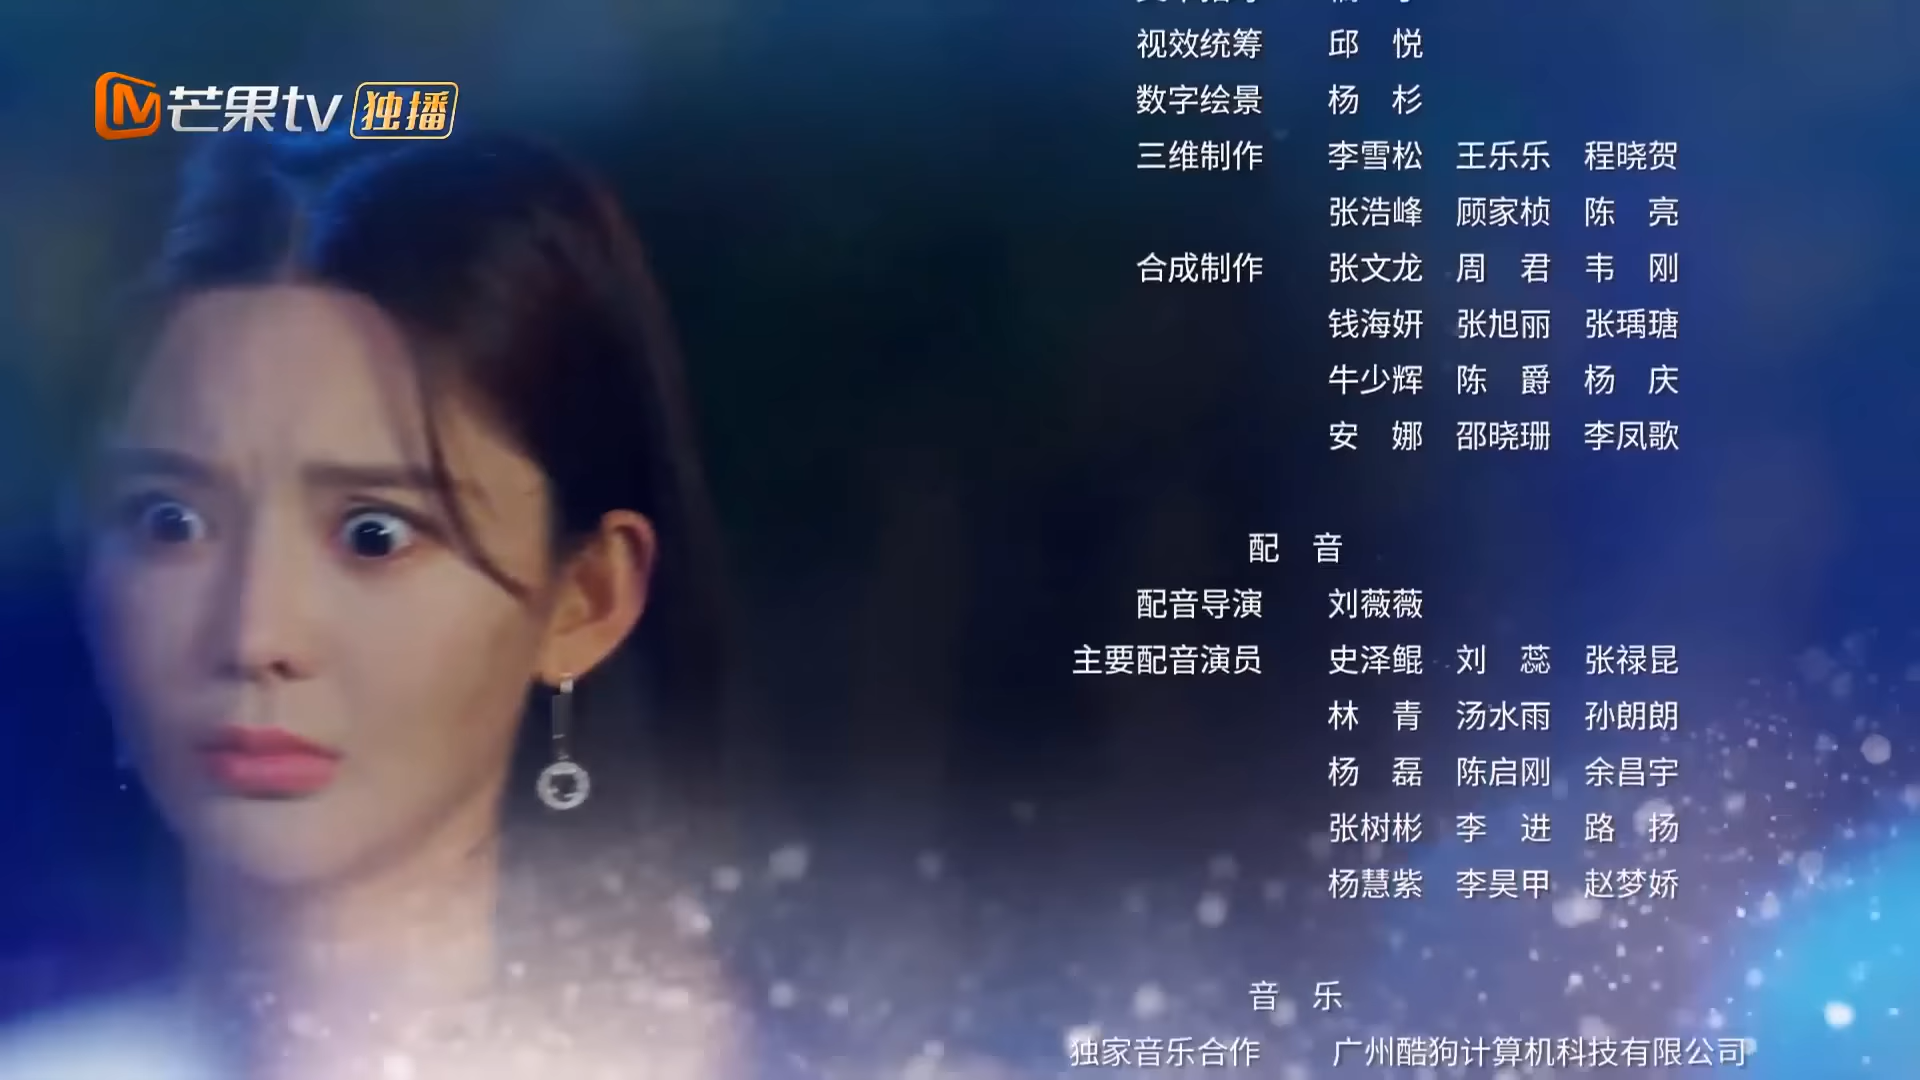 芒果tv 独播
视效统筹 邱 悦
数字绘景 杨 杉
三维制作 李雪松 王乐乐 程晓贺
张浩峰 顾家桢 陈 亮
合成制作 张文龙 周 君 韦 刚
钱海妍 张旭丽 张瑀瑭
牛少辉 陈 爵 杨 庆
安 娜 邵晓珊 李凤歌
配 音
配音导演 刘薇薇
主要配音演员 史泽鲲 刘 蕊 张禄昆
林 青 汤水雨 孙朗朗
杨 磊 陈启刚 余昌宇
张树彬 李 进 路 扬
杨慧紫 李昊甲 赵梦娇
音 乐
独家音乐合作 广州酷狗计算机科技有限公司